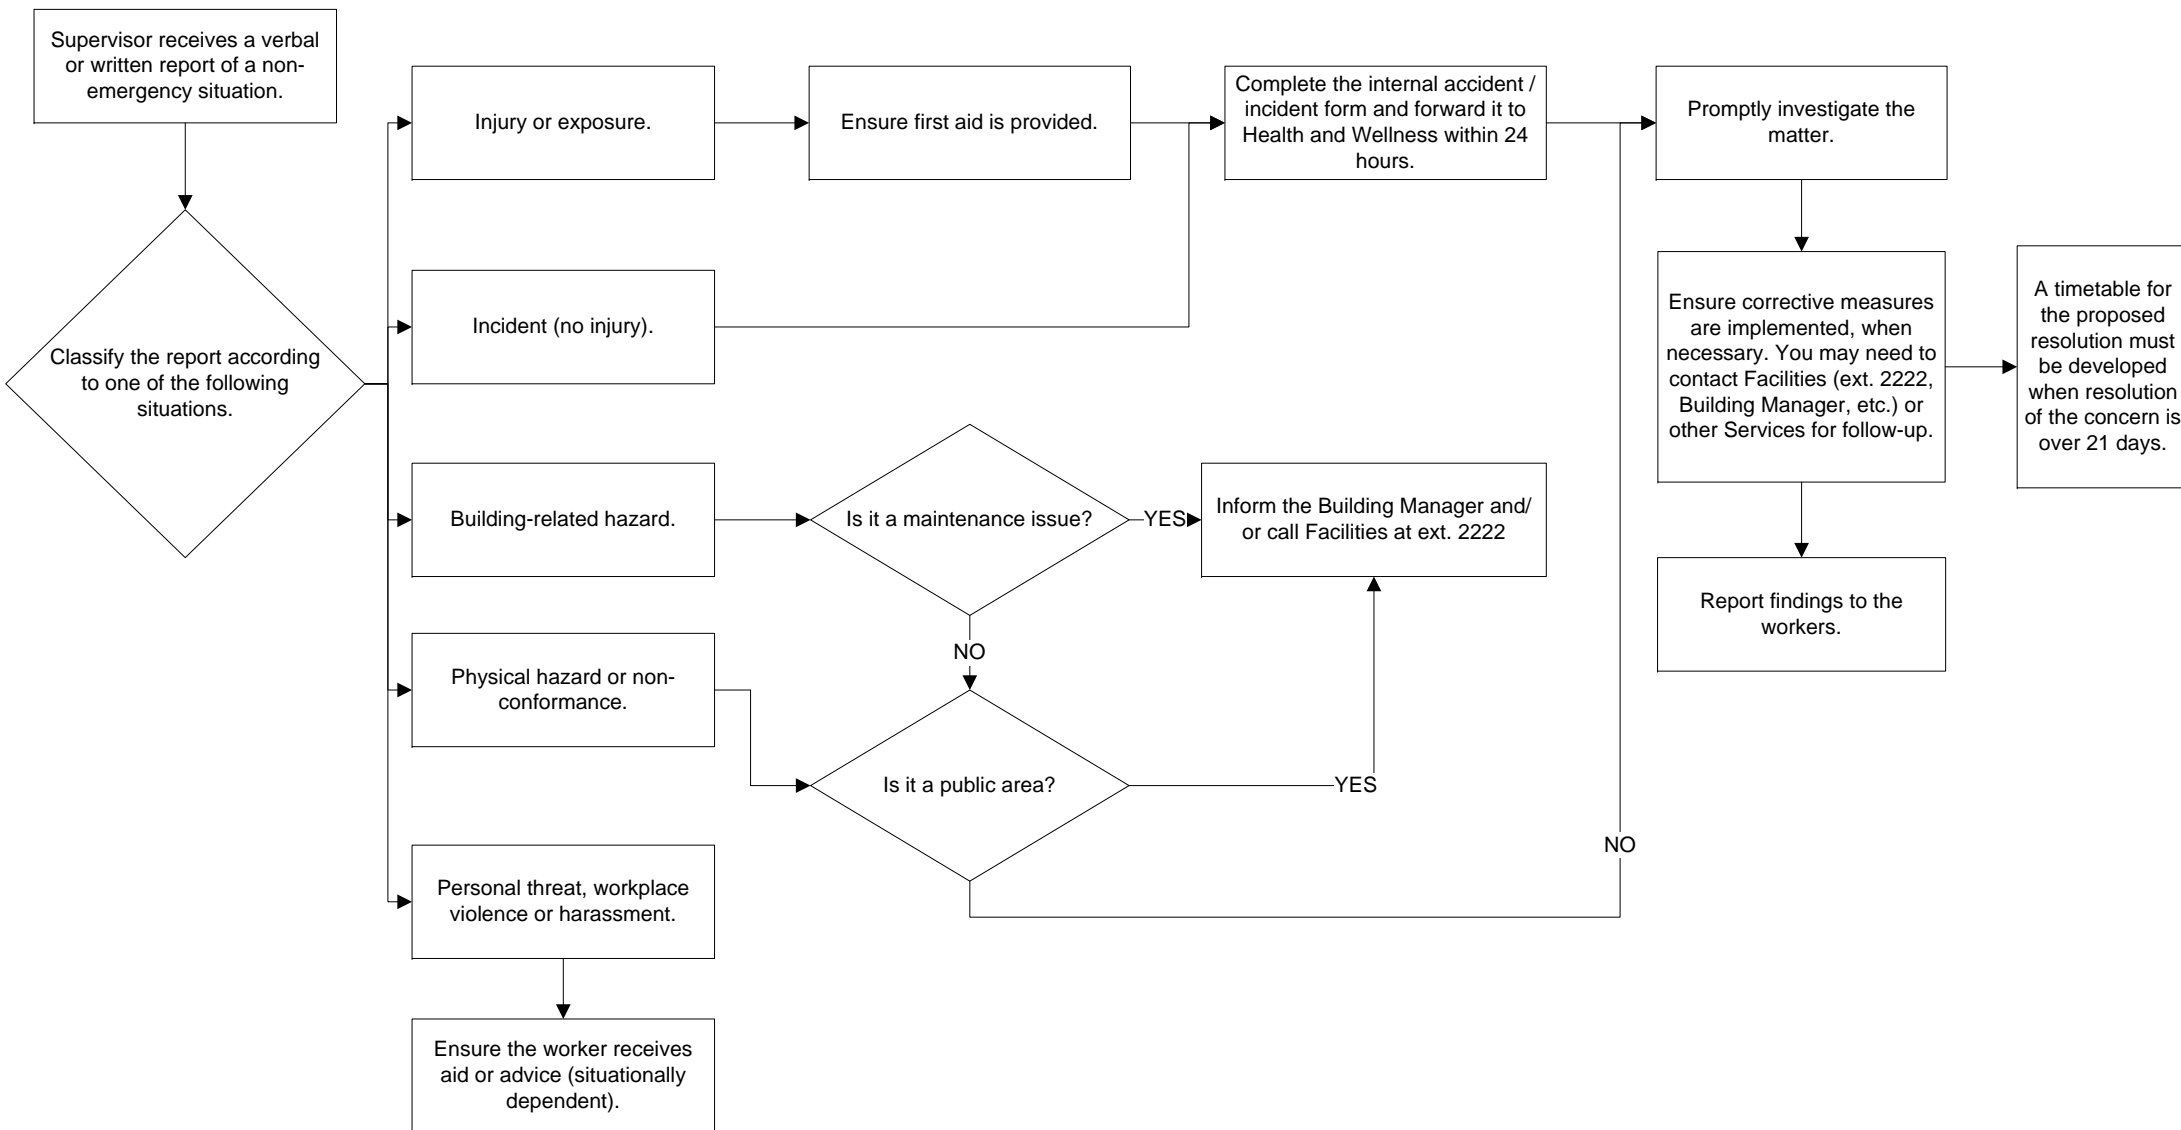 Supervisor receives a verbal
or written report of a non-
emergency situation.
Classify the report according
to one of the following
situations.
Injury or exposure.
Ensure first aid is provided.
Complete the internal accident /
incident form and forward it to
Health and Wellness within 24
hours.
Promptly investigate the
matter.
Incident (no injury).
Ensure corrective measures
are implemented, when
necessary. You may need to
contact Facilities (ext. 2222,
Building Manager, etc.) or
other Services for follow-up.
A timetable for
the proposed
resolution must
be developed
when resolution
of the concern is
over 21 days.
Building-related hazard.
Is it a maintenance issue?
YES
Inform the Building Manager and/
or call Facilities at ext. 2222
NO
Report findings to the
workers.
Physical hazard or non-
conformance.
Is it a public area?
YES
NO
Personal threat, workplace
violence or harassment.
Ensure the worker receives
aid or advice (situationally
dependent).